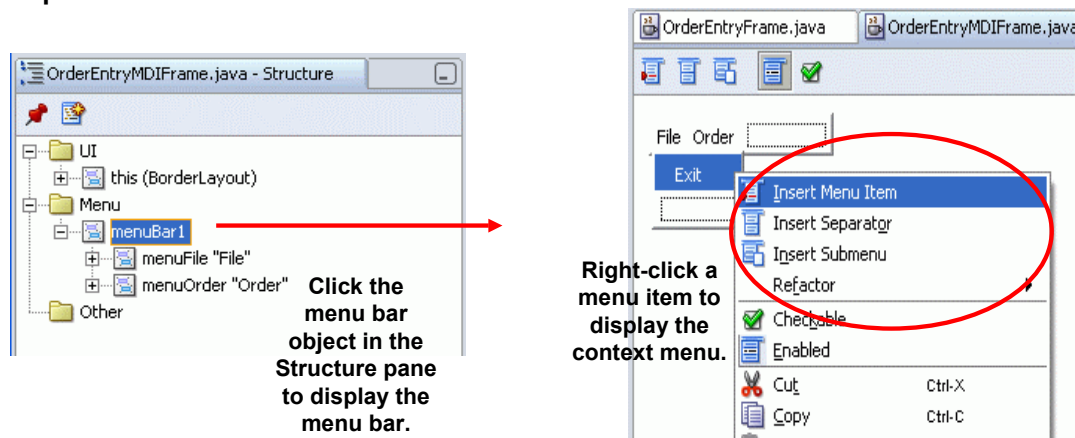 OrderEntryMDIFrame.java - Structure
UI
this (BorderLayout)
Menu
menuBar1
menuFile "File"
menuOrder "Order"
Other
Click the
menu bar
object in the
Structure pane
to display the
menu bar.
OrderEntryFrame.java
OrderEntryMDIFrame.java
File Order
Exit
Insert Menu Item
Insert Separator
Insert Submenu
Refactor
Checkable
Enabled
Cut Ctrl-X
Copy Ctrl-C
Right-click a
menu item to
display the
context menu.